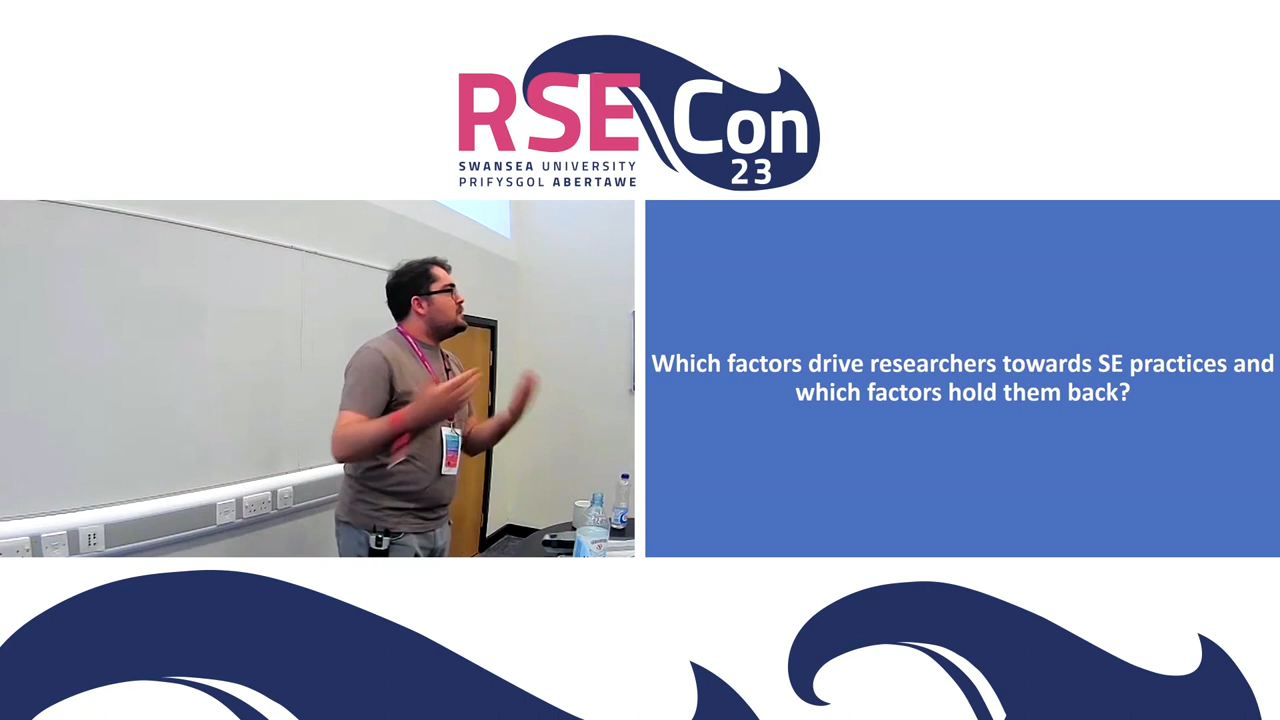 RSE Con
23
SWANSEA UNIVERSITY
PRIFYSGOL ABERTAWE
Which factors drive researchers towards SE practices and
which factors hold them back?